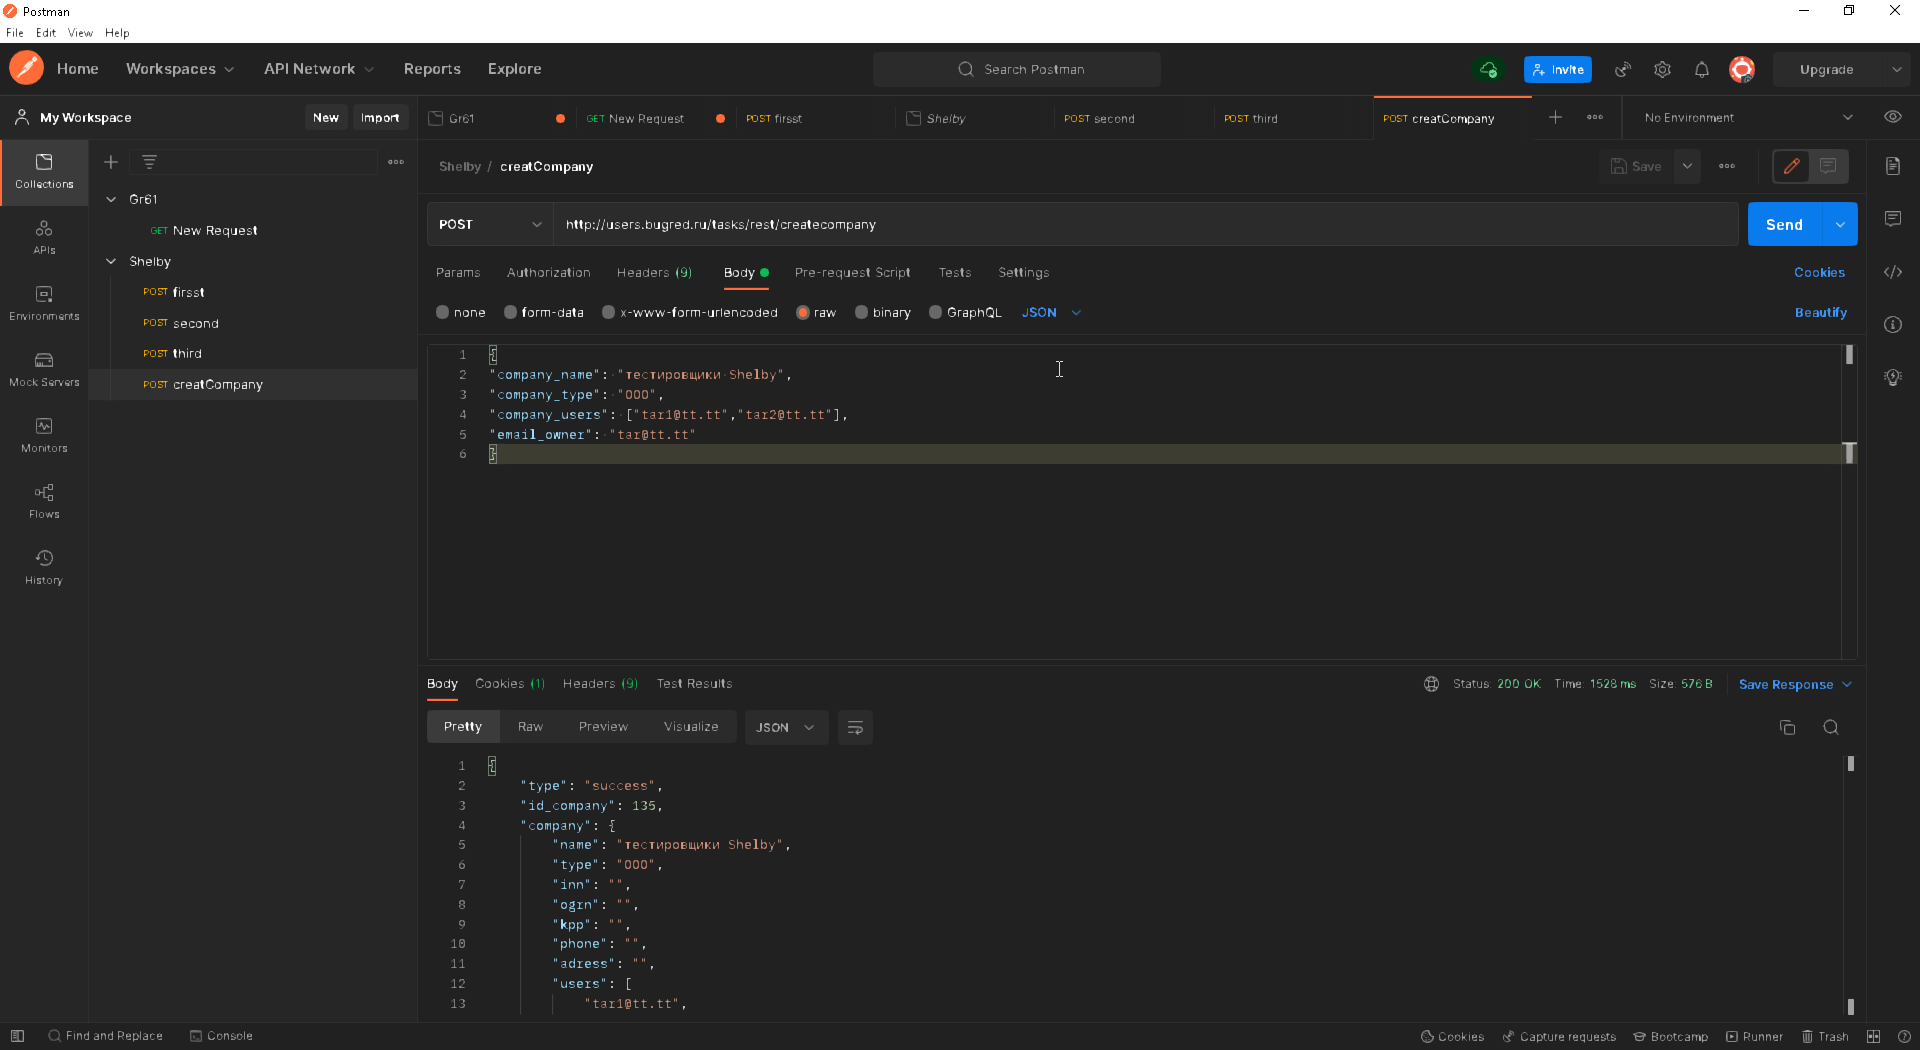 Postman
File Edit View Help
Home Workspaces API Network Reports Explore
Search Postman
Invite
Upgrade
My Workspace
New Import
Gr61
GET New Request
POST firsst
Shelby
POST second
POST third
POST creatCompany
No Environment
Collections
APIs
Environments
Mock Servers
Monitors
Flows
History
Gr61
GET New Request
Shelby
POST firsst
POST second
POST third
POST creatCompany
Shelby / creatCompany
Save
POST
http://users.bugred.ru/tasks/rest/createcompany
Send
Params Authorization Headers (9) Body Pre-request Script Tests Settings
Cookies
none form-data x-www-form-urlencoded raw binary GraphQL JSON
Beautify
1 {
2 "company_name": "тестировщики Shelby",
3 "company_type": "ООО",
4 "company_users": ["tar1@tt.tt","tar2@tt.tt"],
5 "email_owner": "tar@tt.tt"
6 }
Body Cookies (1) Headers (9) Test Results
Status: 200 OK Time: 1528 ms Size: 576 B
Save Response
Pretty Raw Preview Visualize JSON
1 {
2 "type": "success",
3 "id_company": 135,
4 "company": {
5 "name": "тестировщики Shelby",
6 "type": "ООО",
7 "inn": "",
8 "ogrn": "",
9 "kpp": "",
10 "phone": "",
11 "adress": "",
12 "users": [
13 "tar1@tt.tt",
Find and Replace Console
Cookies Capture requests Bootcamp Runner Trash